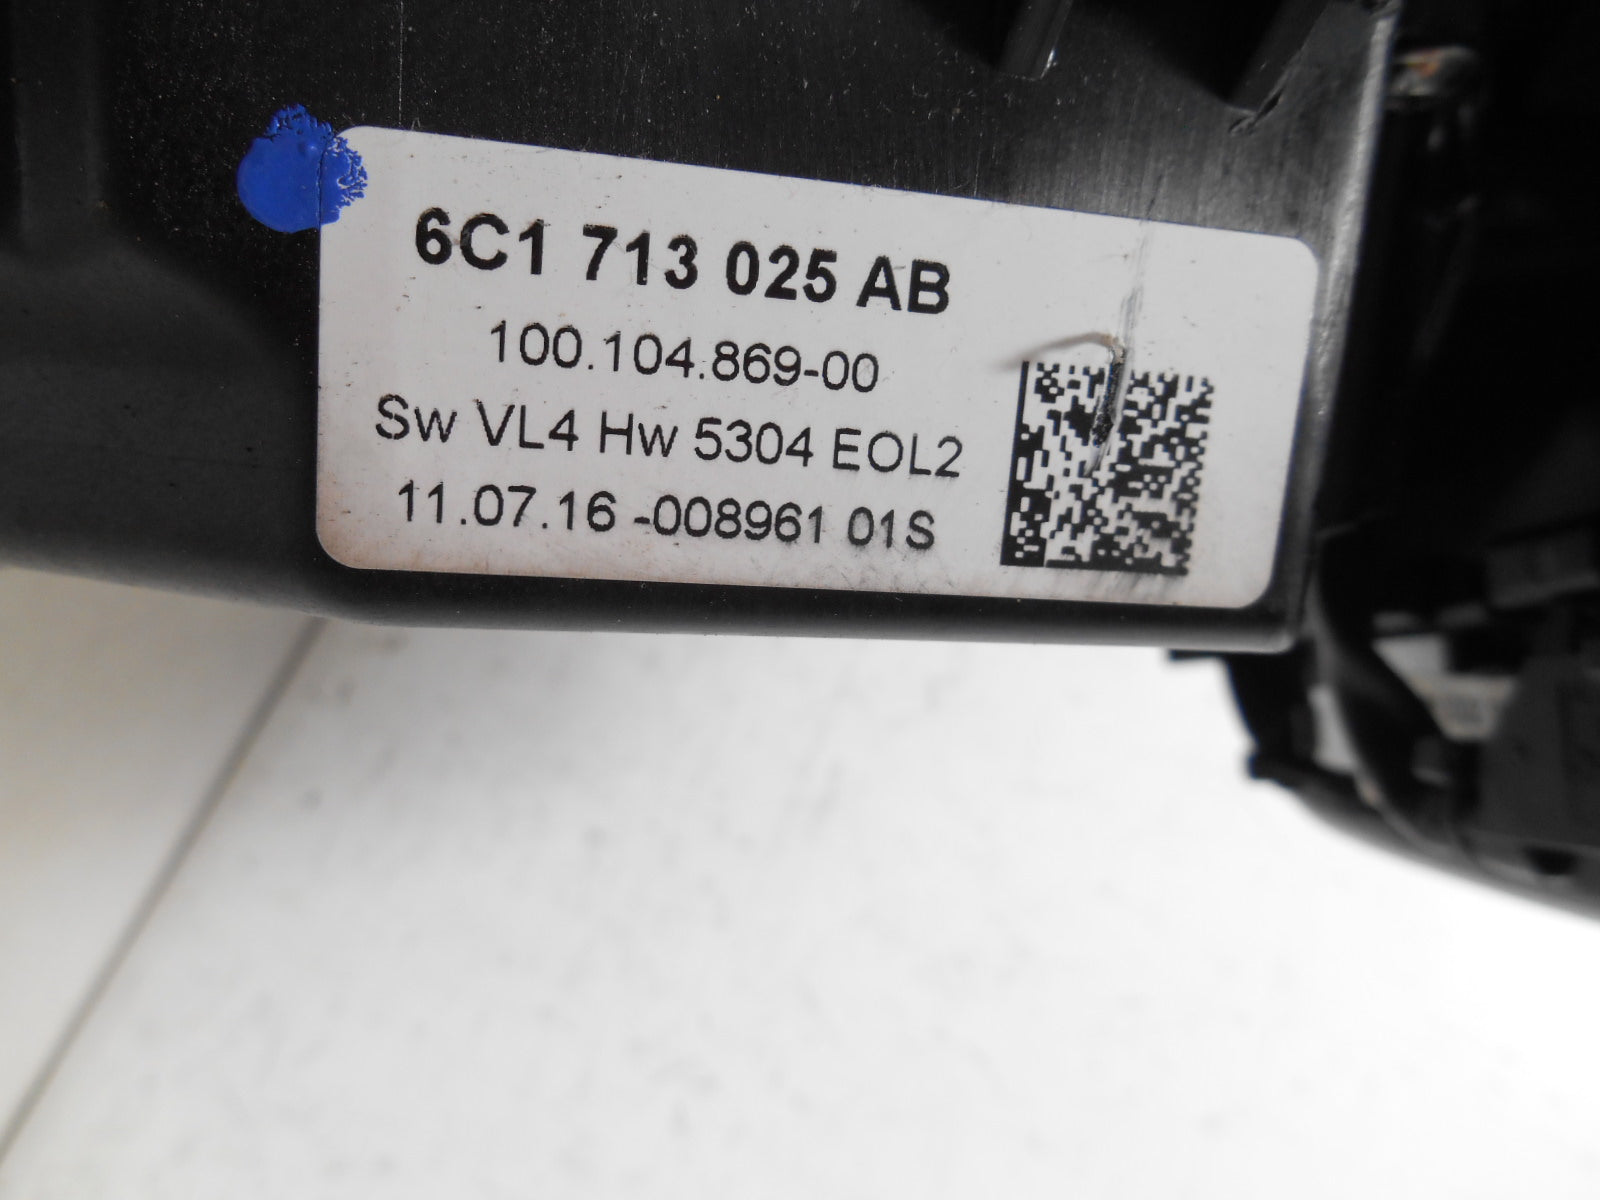 6C1 713 025 AB
100.104.869-00
Sw VL4 Hw 5304 EOL2
11.07.16 -008961 01S